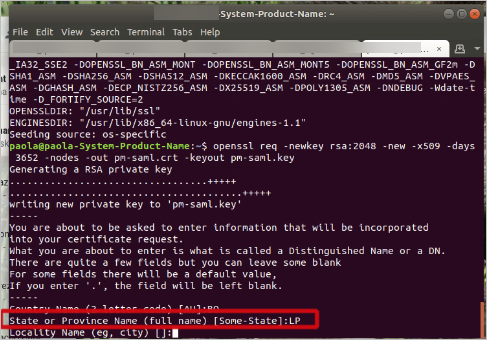 -System-Product-Name: ~
File Edit View Search Terminal Tabs Help
_IA32_SSE2 -DOPENSSL_BN_ASM_MONT -DOPENSSL_BN_ASM_MONT5 -DOPENSSL_BN_ASM_GF2m -D
SHA1_ASM -DSHA256_ASM -DSHA512_ASM -DKECCAK1600_ASM -DRC4_ASM -DMD5_ASM -DVPAES_
ASM -DGHASH_ASM -DECP_NISTZ256_ASM -DX25519_ASM -DPOLY1305_ASM -DNDEBUG -Wdate-t
ime -D_FORTIFY_SOURCE=2
OPENSSLDIR: "/usr/lib/ssl"
ENGINESDIR: "/usr/lib/x86_64-linux-gnu/engines-1.1"
Seeding source: os-specific
paola@paola-System-Product-Name:~$ openssl req -newkey rsa:2048 -new -x509 -days
3652 -nodes -out pm-saml.crt -keyout pm-saml.key
Generating a RSA private key
..................................+++++
........................................+++++
writing new private key to 'pm-saml.key'
-----
You are about to be asked to enter information that will be incorporated
into your certificate request.
What you are about to enter is what is called a Distinguished Name or a DN.
There are quite a few fields but you can leave some blank
For some fields there will be a default value,
If you enter '.', the field will be left blank.
-----
Country Name (2 letter code) [AU]:BO
State or Province Name (full name) [Some-State]:LP
Locality Name (eg, city) []: